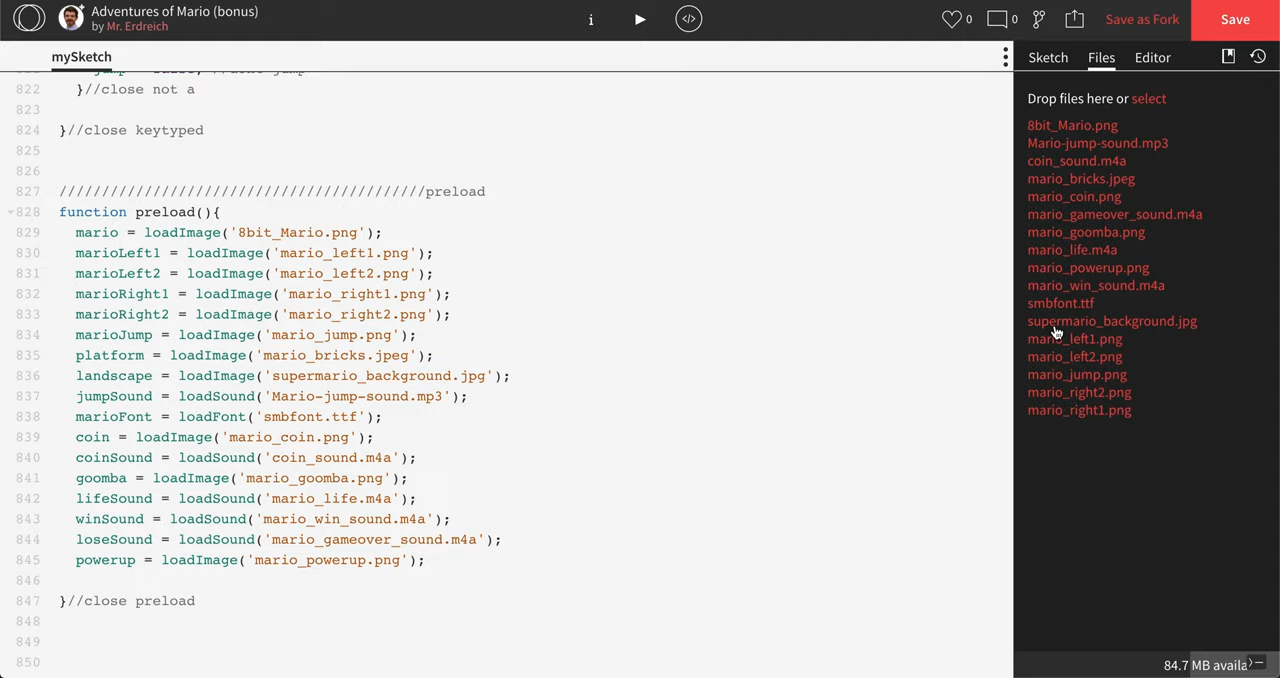 Adventures of Mario (bonus)
by Mr. Erdreich
i
</>
0
0
Save as Fork
Save
mySketch
Sketch
Files
Editor
822 }//close not a
823
824 }//close keytyped
825
826
827 ///////////////////////////////////////////preload
828 function preload(){
829 mario = loadImage('8bit_Mario.png');
830 marioLeft1 = loadImage('mario_left1.png');
831 marioLeft2 = loadImage('mario_left2.png');
832 marioRight1 = loadImage('mario_right1.png');
833 marioRight2 = loadImage('mario_right2.png');
834 marioJump = loadImage('mario_jump.png');
835 platform = loadImage('mario_bricks.jpeg');
836 landscape = loadImage('supermario_background.jpg');
837 jumpSound = loadSound('Mario-jump-sound.mp3');
838 marioFont = loadFont('smbfont.ttf');
839 coin = loadImage('mario_coin.png');
840 coinSound = loadSound('coin_sound.m4a');
841 goomba = loadImage('mario_goomba.png');
842 lifeSound = loadSound('mario_life.m4a');
843 winSound = loadSound('mario_win_sound.m4a');
844 loseSound = loadSound('mario_gameover_sound.m4a');
845 powerup = loadImage('mario_powerup.png');
846
847 }//close preload
848
849
850
Drop files here or select
8bit_Mario.png
Mario-jump-sound.mp3
coin_sound.m4a
mario_bricks.jpeg
mario_coin.png
mario_gameover_sound.m4a
mario_goomba.png
mario_life.m4a
mario_powerup.png
mario_win_sound.m4a
smbfont.ttf
supermario_background.jpg
mario_left1.png
mario_left2.png
mario_jump.png
mario_right2.png
mario_right1.png
84.7 MB availa